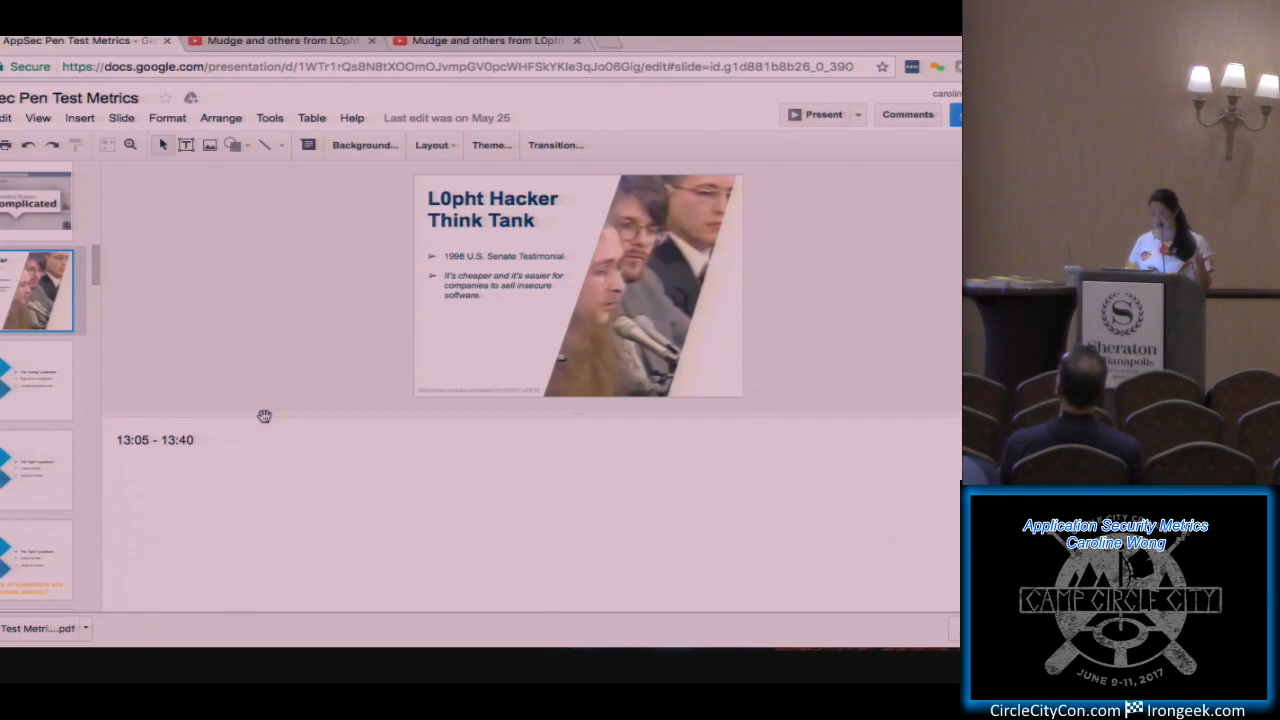 AppSec Pen Test Metrics - Go
Mudge and others from L0pht
Mudge and others from L0pht
Secure
https://docs.google.com/presentation/d/1WTr1rQs8N8tXOOmOJvmpGV0pcWHFSkYKIe3qJo06Gig/edit#slide=id.g1d881b8b26_0_390
ec Pen Test Metrics
carolin
dit View Insert Slide Format Arrange Tools Table Help Last edit was on May 25
Present
Comments
Background... Layout Theme... Transition...
omplicated
L0pht Hacker
Think Tank
➢ 1998 U.S. Senate Testimonial
➢ It's cheaper and it's easier for
companies to sell insecure
software.
13:05 - 13:40
Test Metri....pdf
S
Sheraton
Application Security Metrics
Caroline Wong
CAMP CIRCLE CITY
JUNE 9-11, 2017
CircleCityCon.com Irongeek.com